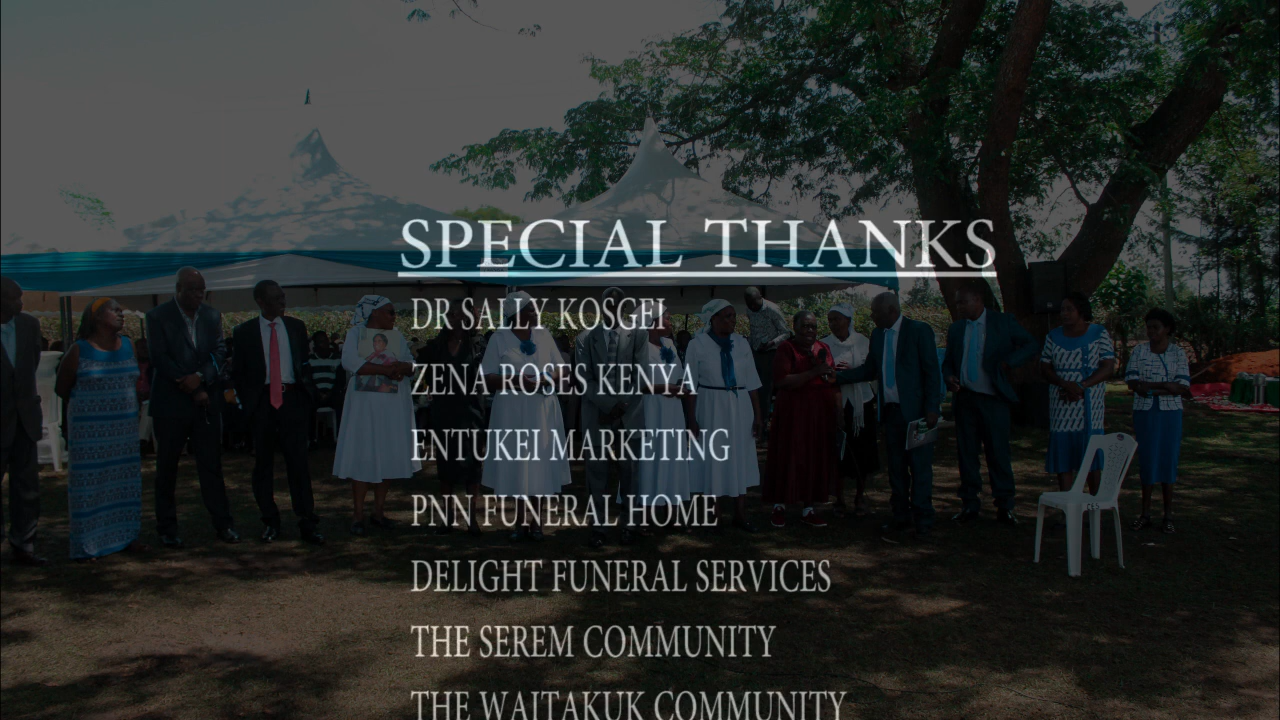 SPECIAL THANKS
DR SALLY KOSGEI
ZENA ROSES KENYA
ENTUKEI MARKETING
PNN FUNERAL HOME
DELIGHT FUNERAL SERVICES
THE SEREM COMMUNITY
THE WAITAKUK COMMUNITY